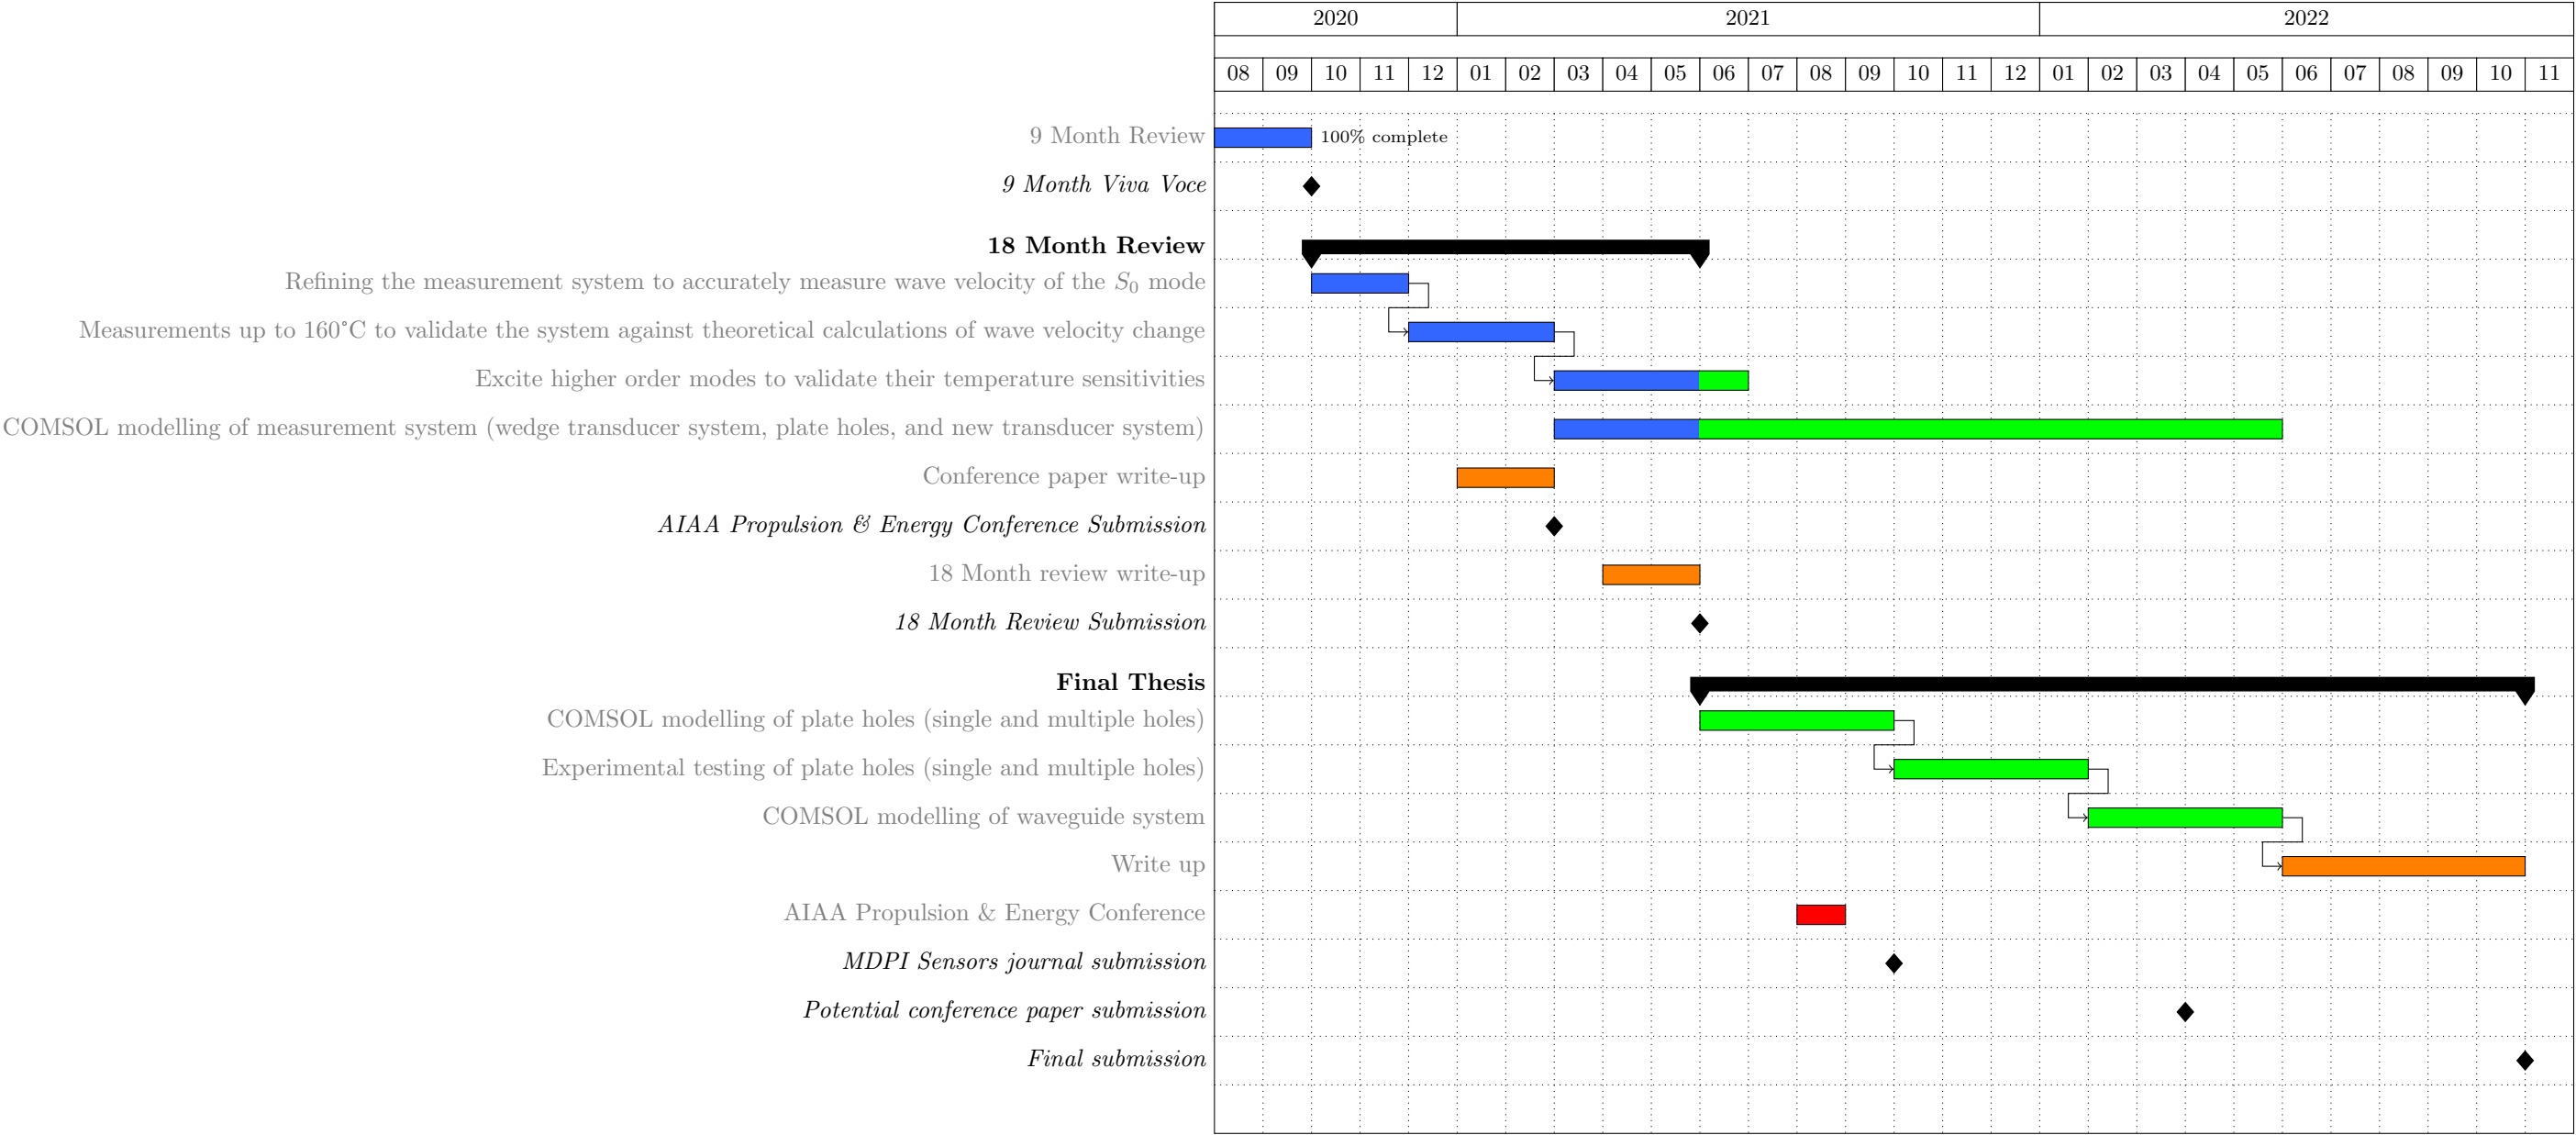 2020 2021 2022
08 09 10 11 12 01 02 03 04 05 06 07 08 09 10 11 12 01 02 03 04 05 06 07 08 09 10 11
9 Month Review 100% complete
9 Month Viva Voce
18 Month Review
Refining the measurement system to accurately measure wave velocity of the S₀ mode
Measurements up to 160°C to validate the system against theoretical calculations of wave velocity change
Excite higher order modes to validate their temperature sensitivities
COMSOL modelling of measurement system (wedge transducer system, plate holes, and new transducer system)
Conference paper write-up
AIAA Propulsion & Energy Conference Submission
18 Month review write-up
18 Month Review Submission
Final Thesis
COMSOL modelling of plate holes (single and multiple holes)
Experimental testing of plate holes (single and multiple holes)
COMSOL modelling of waveguide system
Write up
AIAA Propulsion & Energy Conference
MDPI Sensors journal submission
Potential conference paper submission
Final submission